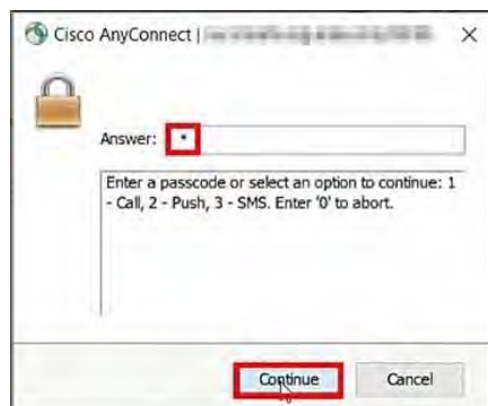 Cisco AnyConnect |
Answer: *
Enter a passcode or select an option to continue: 1
- Call, 2 - Push, 3 - SMS. Enter '0' to abort.
Continue
Cancel